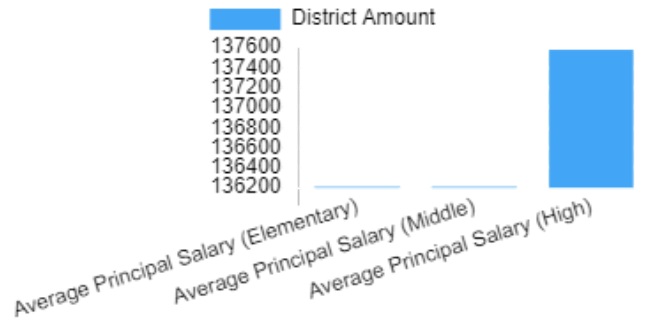 District Amount
137600
137400
137200
137000
136800
136600
136400
136200
Average Principal Salary (Elementary)
Average Principal Salary (Middle)
Average Principal Salary (High)